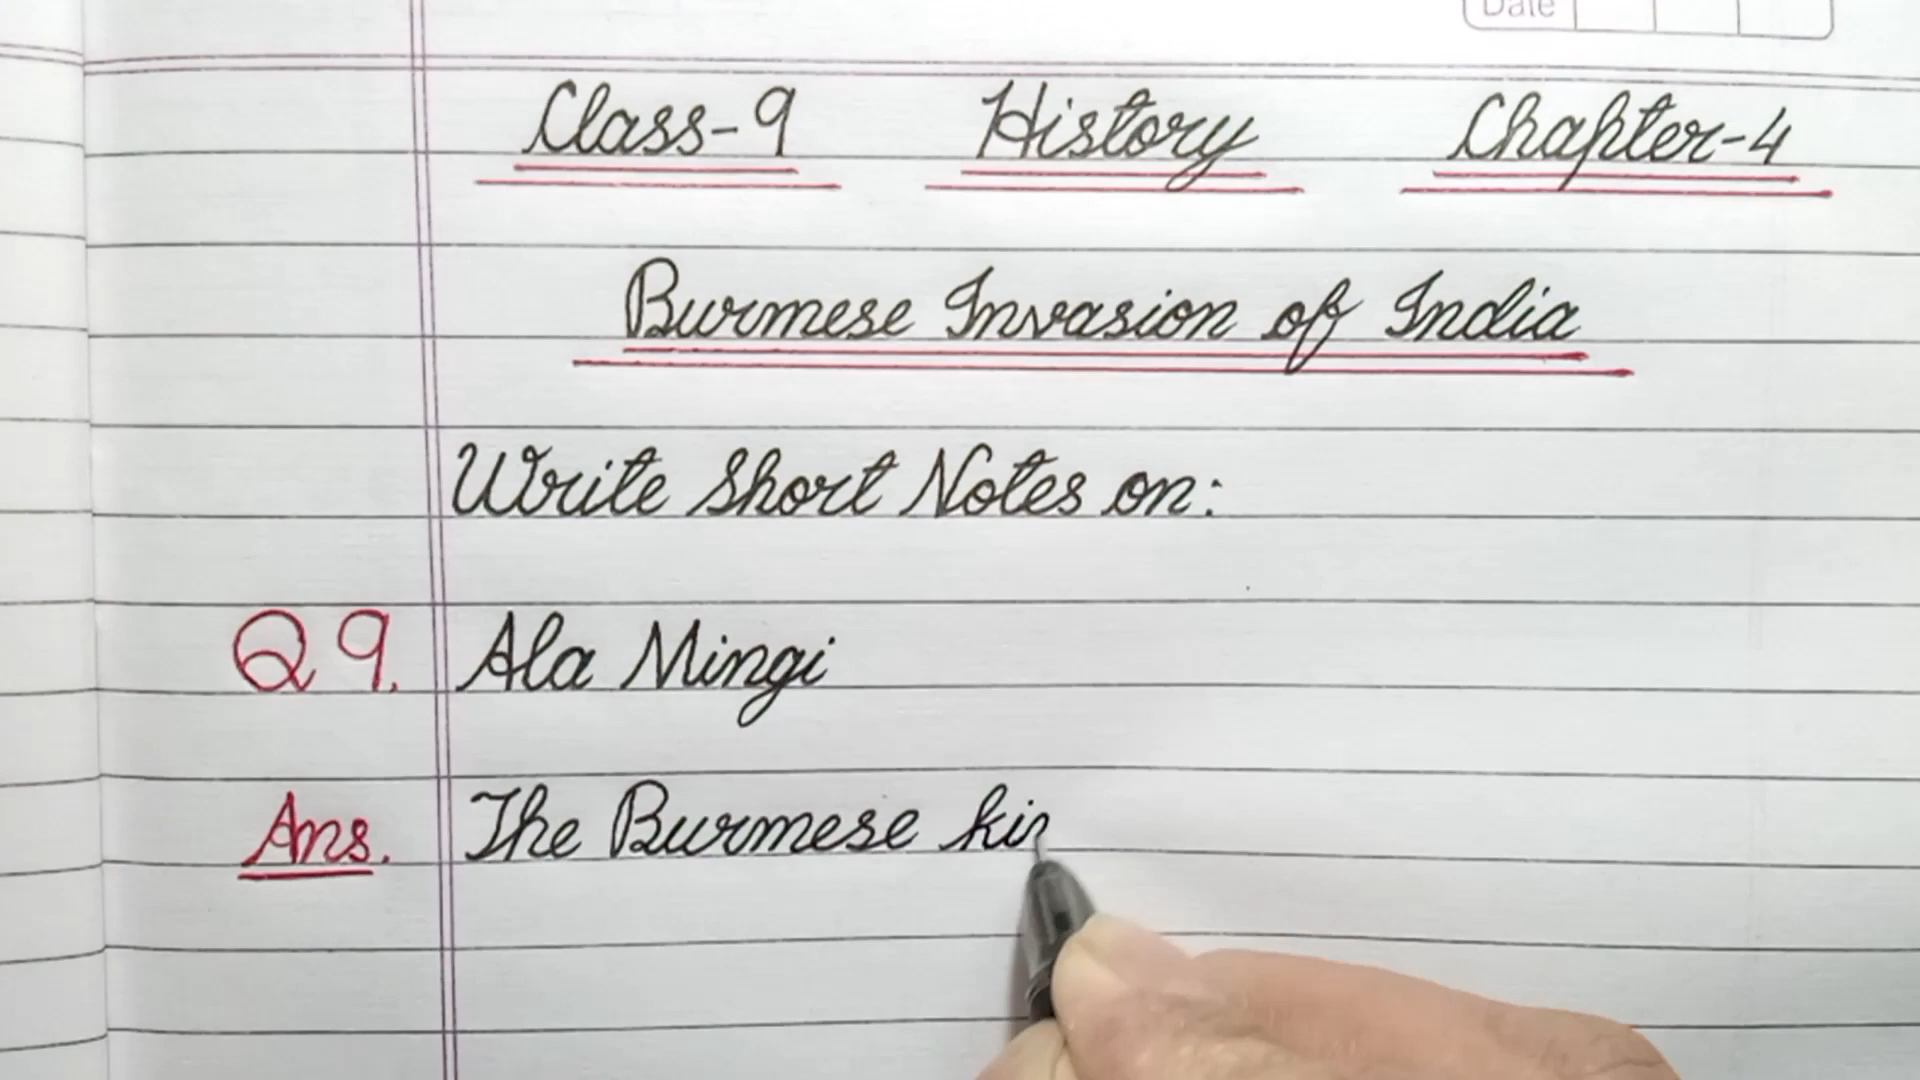 Date
Class-9 History Chapter-4
Burmese Invasion of India
Write Short Notes on:
Q 9. Ala Mingi
Ans. The Burmese kin